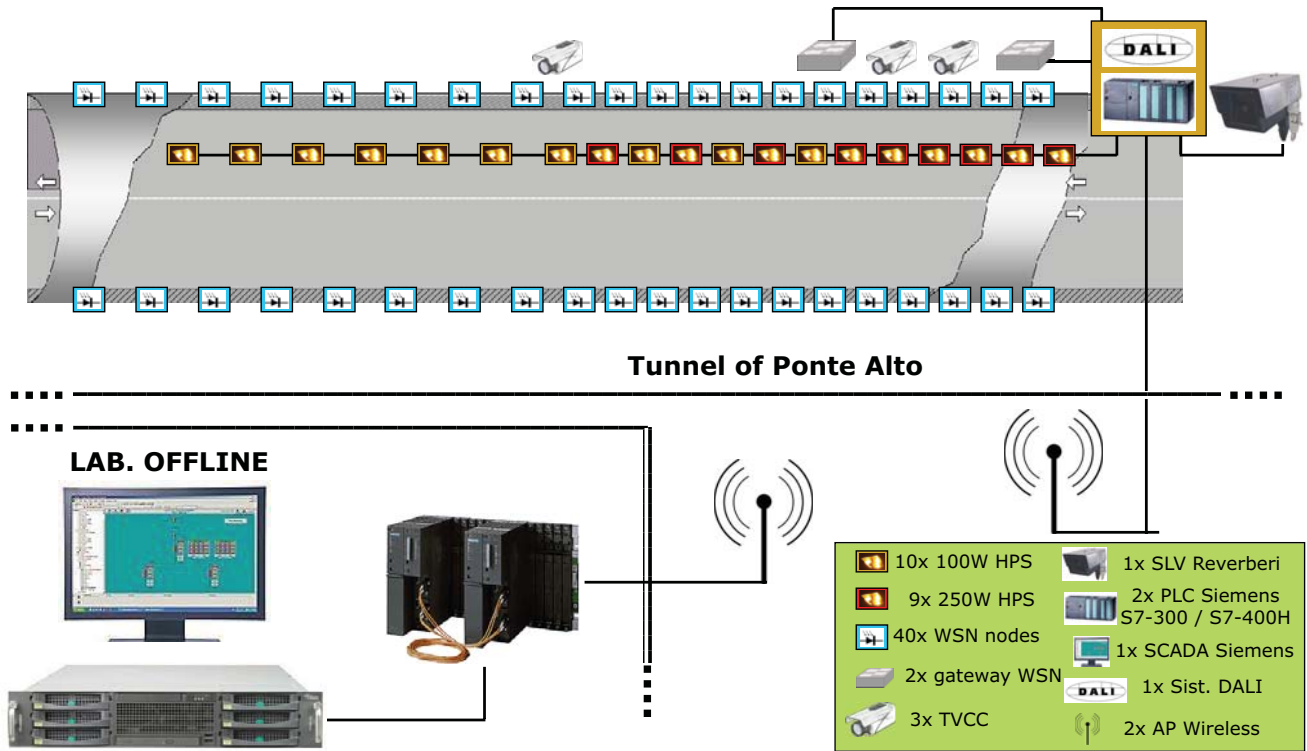 DALI
Tunnel of Ponte Alto
LAB. OFFLINE
10x 100W HPS
9x 250W HPS
40x WSN nodes
2x gateway WSN
3x TVCC
1x SLV Reverberi
2x PLC Siemens
S7-300 / S7-400H
1x SCADA Siemens
DALI
1x Sist. DALI
2x AP Wireless